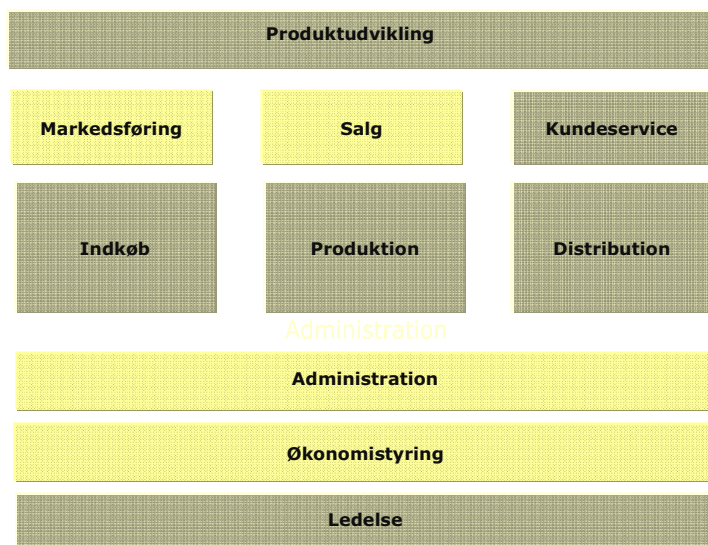 Produktudvikling
Markedsføring
Salg
Kundeservice
Indkøb
Produktion
Distribution
Administration
Administration
Økonomistyring
Ledelse